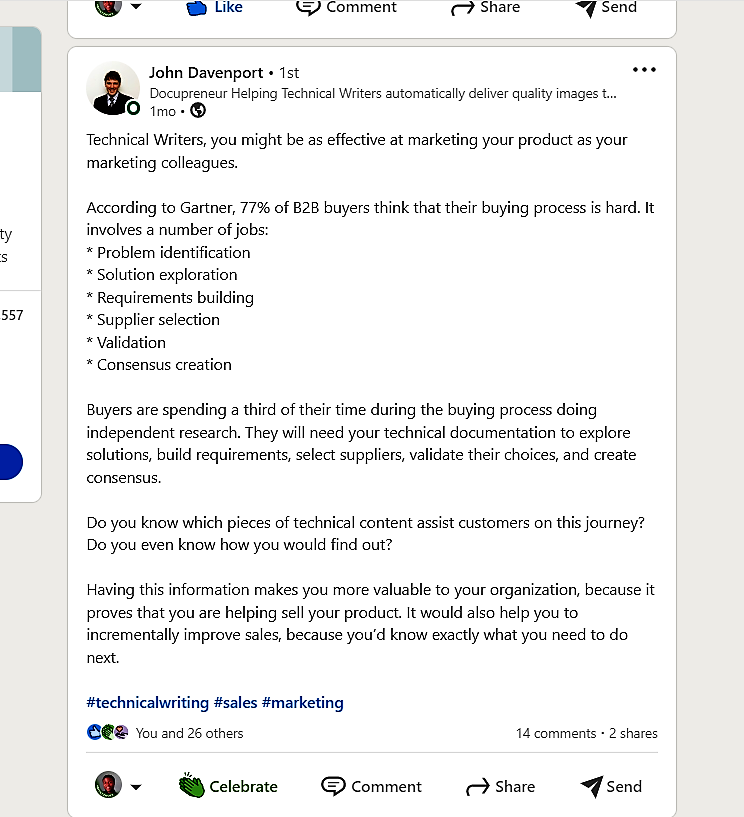 Like Comment Share Send
John Davenport • 1st
Docupreneur Helping Technical Writers automatically deliver quality images t...
1mo •
Technical Writers, you might be as effective at marketing your product as your
marketing colleagues.
According to Gartner, 77% of B2B buyers think that their buying process is hard. It
involves a number of jobs:
* Problem identification
* Solution exploration
* Requirements building
* Supplier selection
* Validation
* Consensus creation
Buyers are spending a third of their time during the buying process doing
independent research. They will need your technical documentation to explore
solutions, build requirements, select suppliers, validate their choices, and create
consensus.
Do you know which pieces of technical content assist customers on this journey?
Do you even know how you would find out?
Having this information makes you more valuable to your organization, because it
proves that you are helping sell your product. It would also help you to
incrementally improve sales, because you’d know exactly what you need to do
next.
#technicalwriting #sales #marketing
You and 26 others 14 comments • 2 shares
Celebrate Comment Share Send
ty
s
557